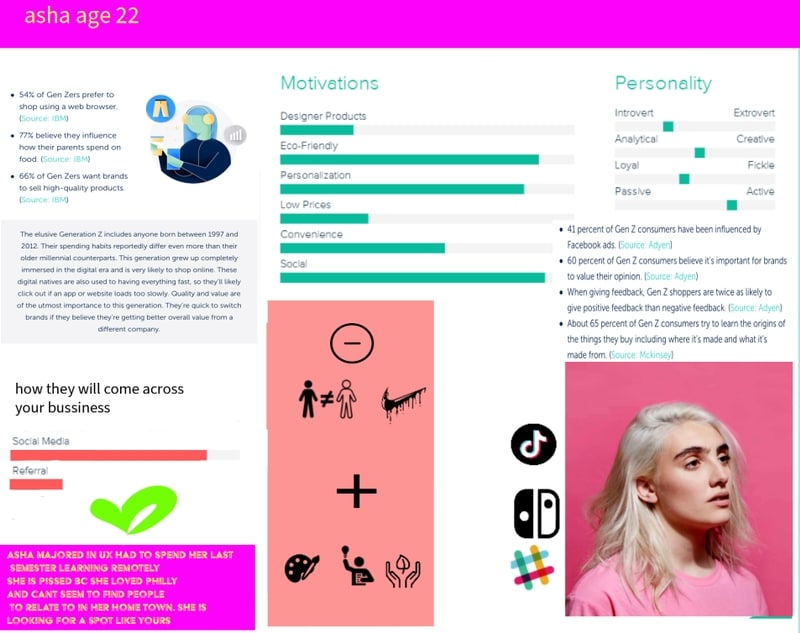 asha age 22
54% of Gen Zers prefer to
shop using a web browser.
(Source: IBM)
77% believe they influence
how their parents spend on
food. (Source: IBM)
66% of Gen Zers want brands
to sell high-quality products.
(Source: IBM)
The elusive Generation Z includes anyone born between 1997 and
2012. Their spending habits reportedly differ even more than their
older millennial counterparts. This generation grew up completely
immersed in the digital era and is very likely to shop online. These
digital natives are also used to having everything fast, so they'll likely
click out if an app or website loads too slowly. Quality and value are
of the utmost importance to this generation. They're quick to switch
brands if they believe they're getting better overall value from a
different company.
how they will come across
your bussiness
Social Media
Referral
ASHA MAJORED IN UX HAD TO SPEND HER LAST
SEMESTER LEARNING REMOTELY
SHE IS PISSED BC SHE LOVED PHILLY
AND CANT SEEM TO FIND PEOPLE
TO RELATE TO IN HER HOME TOWN. SHE IS
LOOKING FOR A SPOT LIKE YOURS
Motivations
Designer Products
Eco-Friendly
Personalization
Low Prices
Convenience
Social
Personality
Introvert Extrovert
Analytical Creative
Loyal Fickle
Passive Active
41 percent of Gen Z consumers have been influenced by
Facebook ads. (Source: Adyen)
60 percent of Gen Z consumers believe it's important for brands
to value their opinion. (Source: Adyen)
When giving feedback, Gen Z shoppers are twice as likely to
give positive feedback than negative feedback. (Source: Adyen)
About 65 percent of Gen Z consumers try to learn the origins of
the things they buy including where it's made and what it's
made from. (Source: Mckinsey)